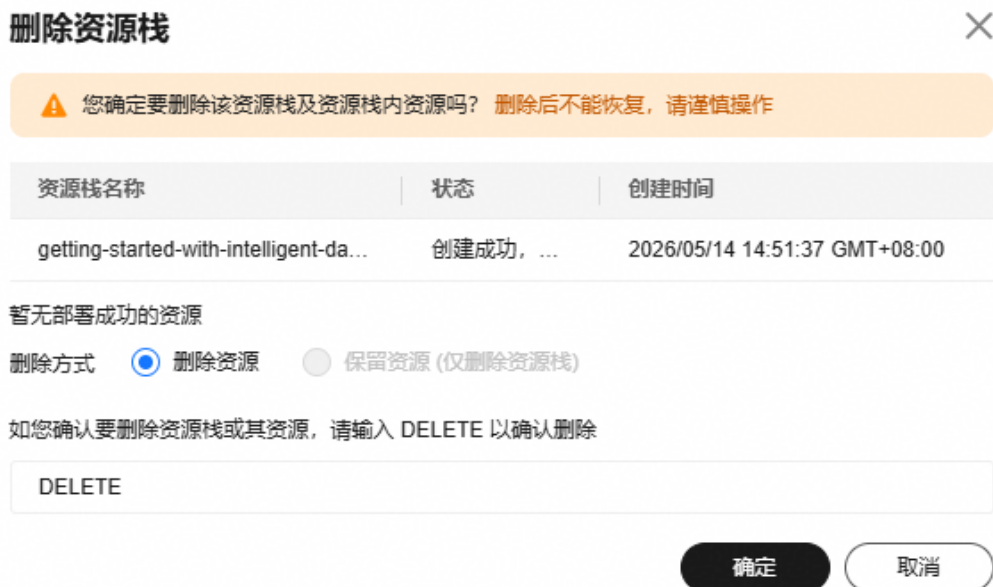 删除资源栈
您确定要删除该资源栈及资源栈内资源吗? 删除后不能恢复，请谨慎操作
资源栈名称 状态 创建时间
getting-started-with-intelligent-da... 创建成功，... 2026/05/14 14:51:37 GMT+08:00
暂无部署成功的资源
删除方式 删除资源 保留资源 (仅删除资源栈)
如您确认要删除资源栈或其资源，请输入 DELETE 以确认删除
DELETE
确定 取消